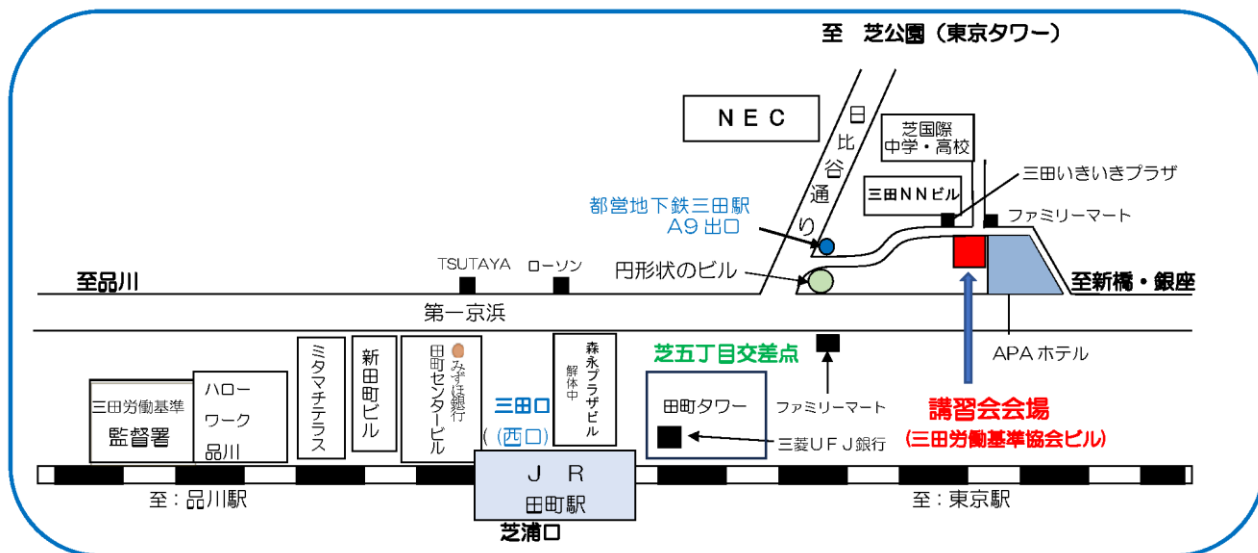 至　芝公園（東京タワー）
ＮＥＣ
日比谷通り
芝国際
中学・高校
三田いきいきプラザ
三田ＮＮビル
ファミリーマート
都営地下鉄三田駅
A9出口
円形状のビル
TSUTAYA
ローソン
至品川
至新橋・銀座
第一京浜
APAホテル
芝五丁目交差点
ファミリーマート
講習会会場
(三田労働基準協会ビル)
三田労働基準
監督署
ハロー
ワーク
品川
ミタマチテラス
新田町ビル
みずほ銀行
田町センタービル
三田口
(（西口）
森永プラザビル
解体中
田町タワー
三菱ＵＦＪ銀行
ＪＲ
田町駅
芝浦口
至：品川駅
至：東京駅